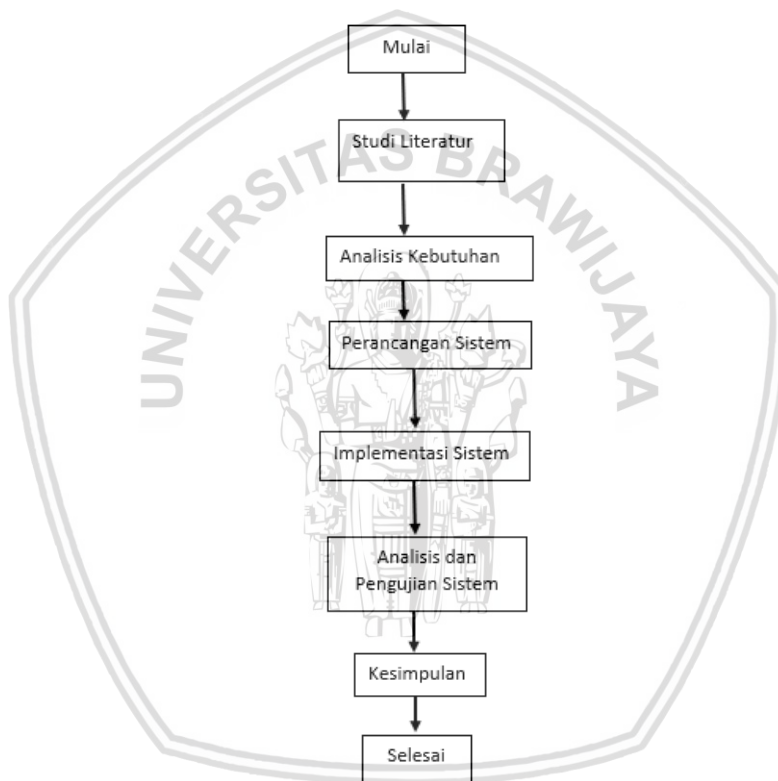 Mulai
Studi Literatur
UNIVERSITAS BRAWIJAYA
Analisis Kebutuhan
Perancangan Sistem
Implementasi Sistem
Analisis dan
Pengujian Sistem
Kesimpulan
Selesai